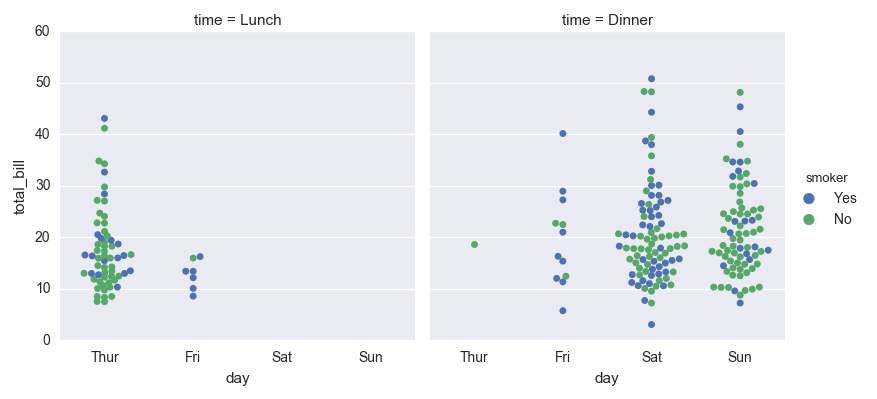 time = Lunch
time = Dinner
60
50
40
30
20
10
0
total_bill
Thur Fri Sat Sun
day
Thur Fri Sat Sun
day
smoker
Yes
No